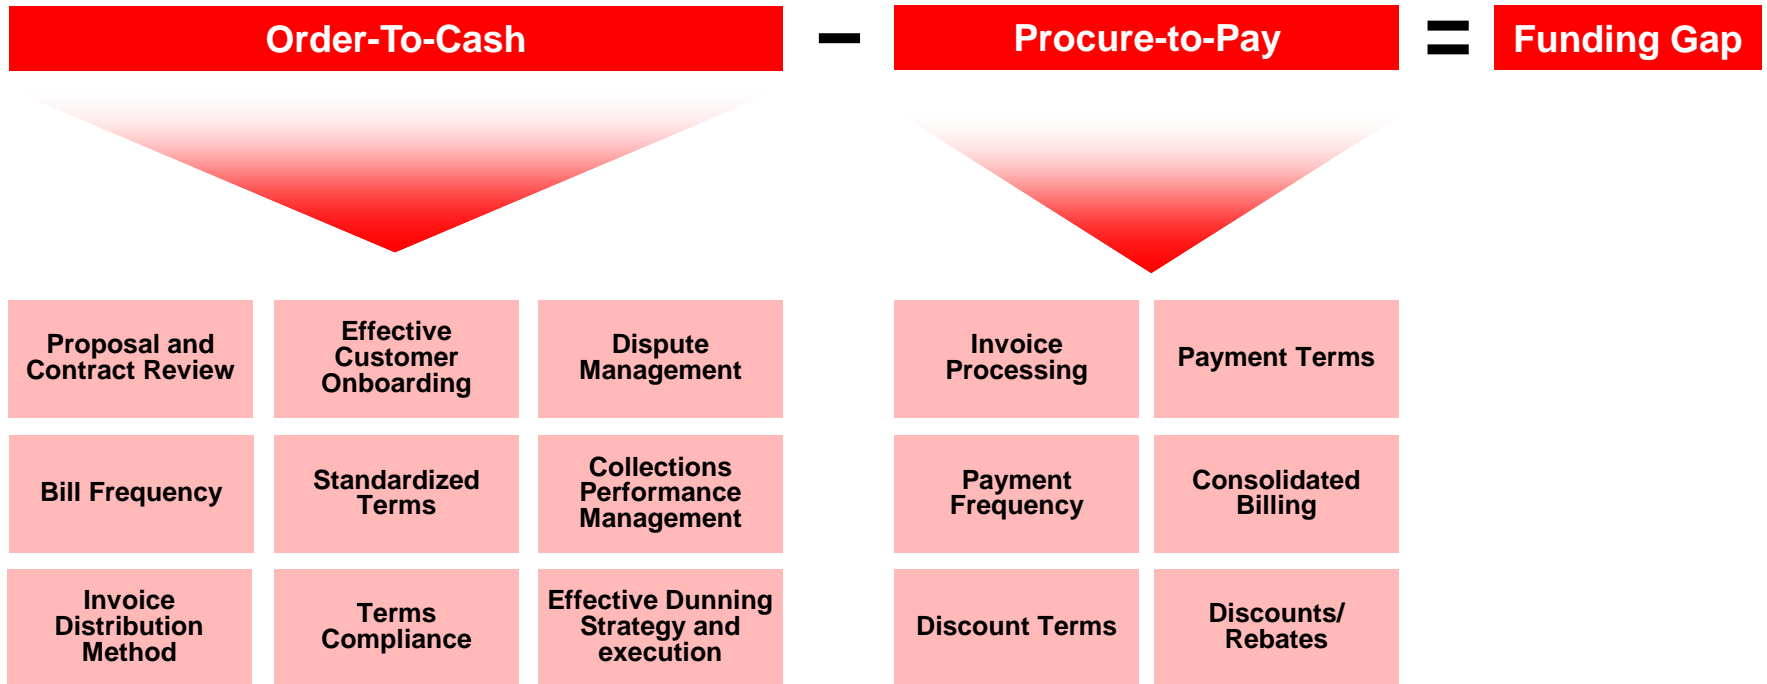 Order-To-Cash – Procure-to-Pay = Funding Gap
Proposal and
Contract Review
Effective
Customer
Onboarding
Dispute
Management
Invoice
Processing
Payment Terms
Bill Frequency
Standardized
Terms
Collections
Performance
Management
Payment
Frequency
Consolidated
Billing
Invoice
Distribution
Method
Terms
Compliance
Effective Dunning
Strategy and
execution
Discount Terms
Discounts/
Rebates